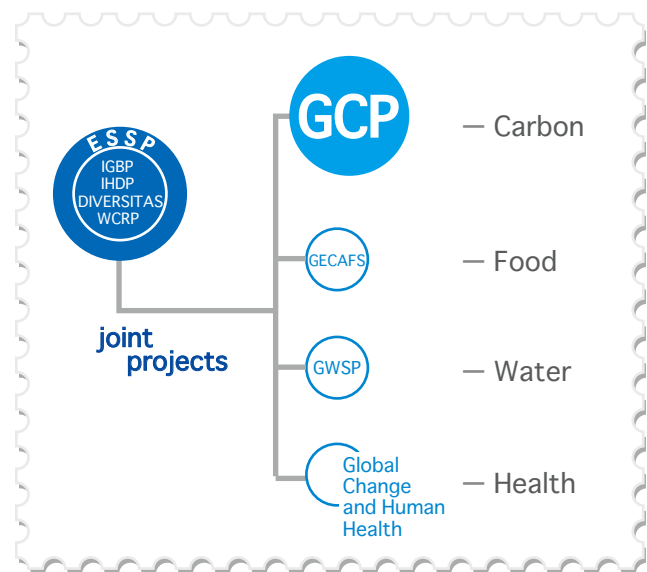 ESSP
IGBP
IHDP
DIVERSITAS
WCRP
joint
projects
GCP
— Carbon
GECAFS
— Food
GWSP
— Water
Global
Change
and Human
Health
— Health